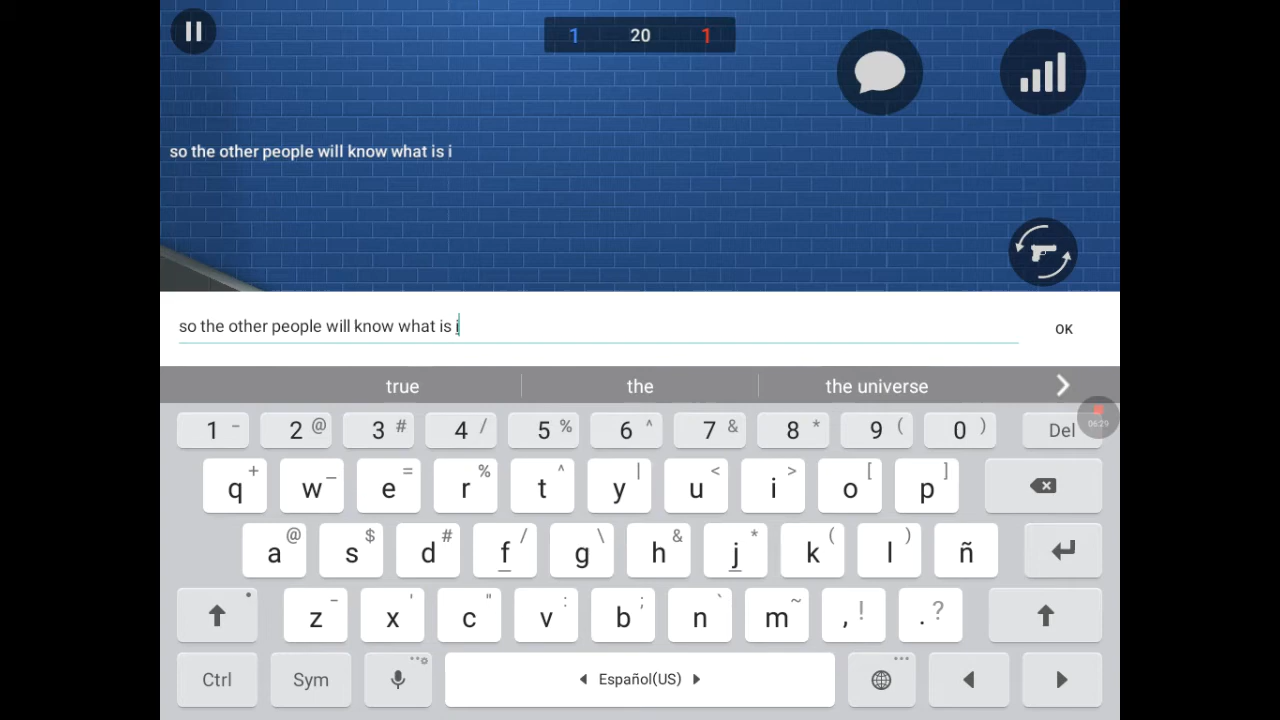 1 20 1
so the other people will know what is i
so the other people will know what is i OK
true the the universe
1 - 2 @ 3 # 4 / 5 % 6 ^ 7 & 8 * 9 ( 0 ) Del
06:29
q + w _ e = r % t ^ y | u < i > o [ p ]
a @ s $ d # f / g \ h & j * k ( l ) ñ
z - x ' c " v : b ; n ` m ~ , ! . ?
Ctrl Sym Español(US)